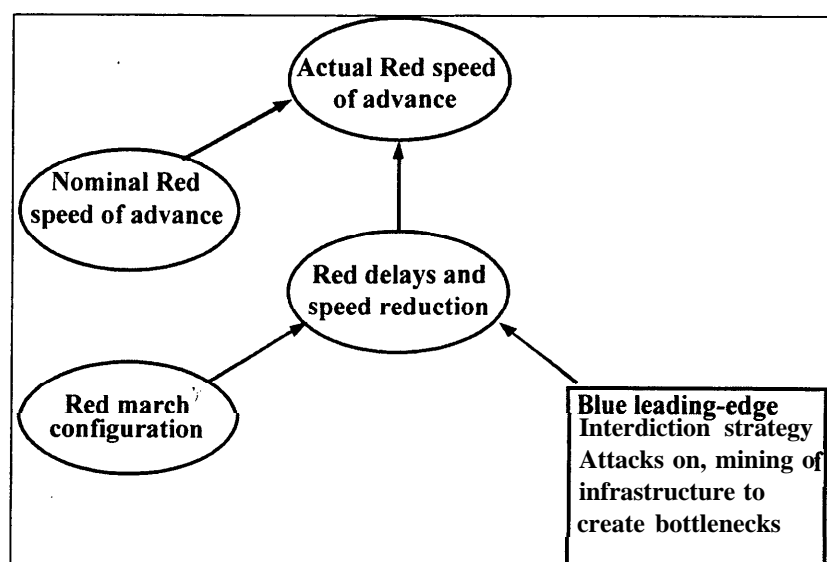 Actual Red speed
of advance
Nominal Red
speed of advance
Red delays and
speed reduction
Red march
configuration
Blue leading-edge
Interdiction strategy
Attacks on, mining of
infrastructure to
create bottlenecks